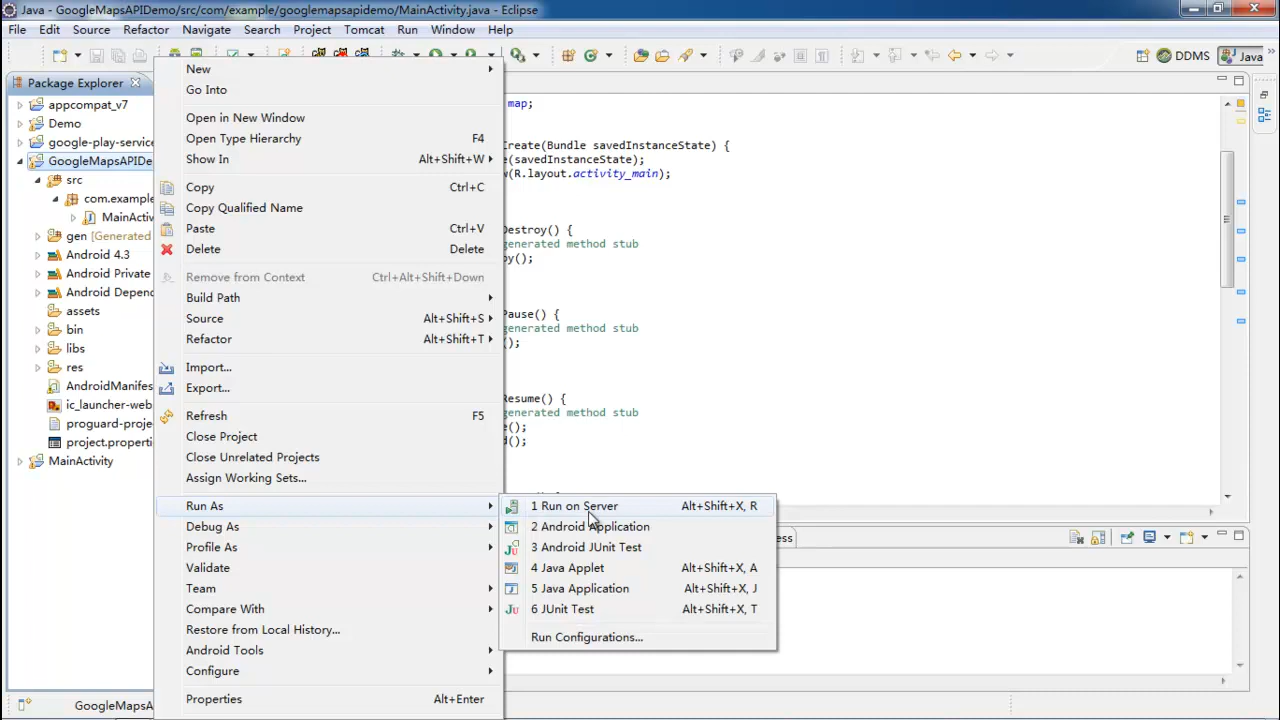 Java - GoogleMapsAPIDemo/src/com/example/googlemapsapidemo/MainActivity.java - Eclipse
File Edit Source Refactor Navigate Search Project Tomcat Run Window Help
DDMS Java
Package Explorer
appcompat_v7
Demo
google-play-service
GoogleMapsAPIDe
src
com.example
MainActiv
gen [Generated
Android 4.3
Android Private
Android Depend
assets
bin
libs
res
AndroidManifes
ic_launcher-web
proguard-proje
project.properti
MainActivity
New
Go Into
Open in New Window
Open Type Hierarchy F4
Show In Alt+Shift+W
Copy Ctrl+C
Copy Qualified Name
Paste Ctrl+V
Delete Delete
Remove from Context Ctrl+Alt+Shift+Down
Build Path
Source Alt+Shift+S
Refactor Alt+Shift+T
Import...
Export...
Refresh F5
Close Project
Close Unrelated Projects
Assign Working Sets...
Run As
Debug As
Profile As
Validate
Team
Compare With
Restore from Local History...
Android Tools
Configure
Properties Alt+Enter
1 Run on Server Alt+Shift+X, R
2 Android Application
3 Android JUnit Test
4 Java Applet Alt+Shift+X, A
5 Java Application Alt+Shift+X, J
6 JUnit Test Alt+Shift+X, T
Run Configurations...
map;
Create(Bundle savedInstanceState) {
e(savedInstanceState);
w(R.layout.activity_main);
Destroy() {
generated method stub
oy();
Pause() {
generated method stub
();
Resume() {
generated method stub
e();
d();
ess
GoogleMapsA